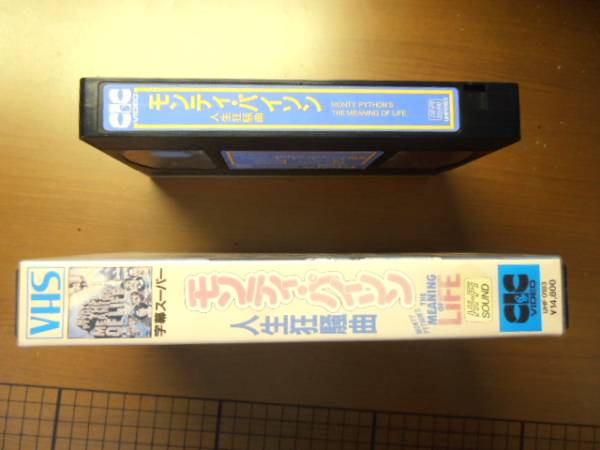 CIC
VIDEO
モンティ・パイソン
人生狂騒曲
MONTY PYTHON'S
THE MEANING OF LIFE
VHS
字幕スーパー
モンティ・パイソン
人生狂騒曲
MONTY
PYTHON'S THE
MEANING
OF
LIFE
SOUND
CIC
VIDEO
¥14,800